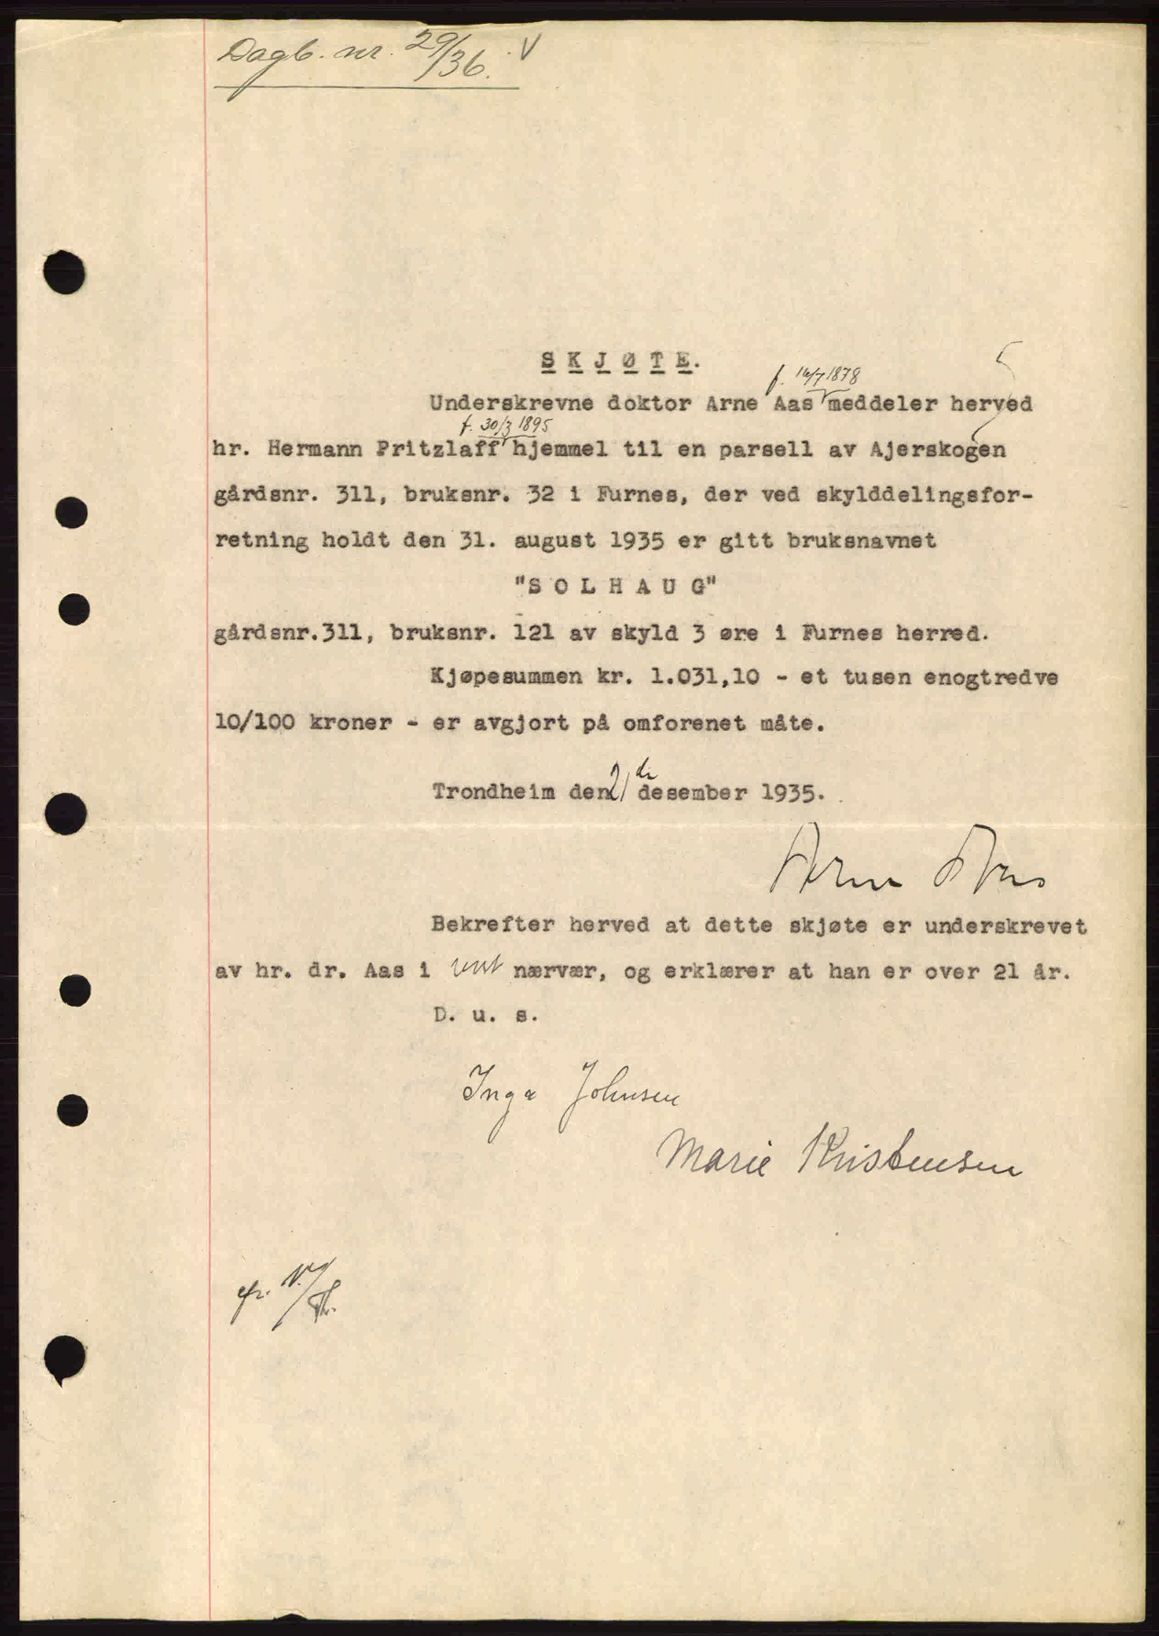 Dagb. nr. 29/36. V
SKJØTE.
f. 14/7 1878
Underskrevne doktor Arne Aas meddeler herved
f. 30/3 1895
hr. Hermann Pritzlaff hjemmel til en parsell av Ajerskogen
gårdsnr. 311, bruksnr. 32 i Furnes, der ved skylddelingsfor-
retning holdt den 31. august 1935 er gitt bruksnavnet
"SOLHAUG"
gårdsnr.311, bruksnr. 121 av skyld 3 øre i Furnes herred.
Kjøpesummen kr. 1.031,10 - et tusen enogtredve
10/100 kroner - er avgjort på omforenet måte.
Trondheim den 21 de desember 1935.
Arne Aas
Bekrefter herved at dette skjøte er underskrevet
av hr. dr. Aas i vort nærvær, og erklærer at han er over 21 år.
D. u. s.
Inga Johnsen
Marie Kristensen